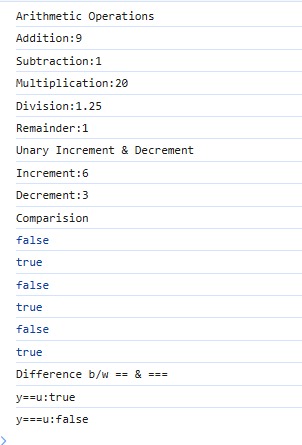 Arithmetic Operations
Addition:9
Subtraction:1
Multiplication:20
Division:1.25
Remainder:1
Unary Increment & Decrement
Increment:6
Decrement:3
Comparision
false
true
false
true
false
true
Difference b/w == & ===
y==u:true
y===u:false
>